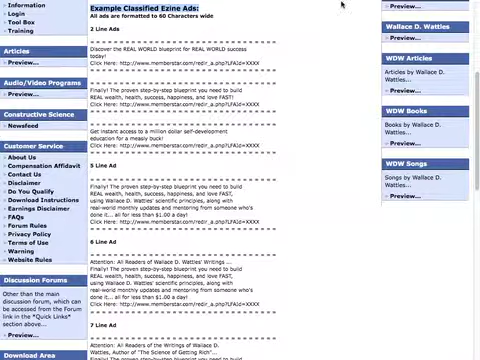 Information
Login
Tool Box
Training
Articles
Preview...
Audio/Video Programs
Preview...
Constructive Science
Newsfeed
Customer Service
About Us
Compensation Affidavit
Contact Us
Disclaimer
Do You Qualify
Download Instructions
Earnings Disclaimer
FAQs
Forum Rules
Privacy Policy
Terms of Use
Warning
Website Rules
Discussion Forums
Other than the
main discussion forum, which can
be accessed from the Forum
link in the "Quick Links"
section above...
Preview...
Download Area
Example Classified Ezine Ads:
All ads are formatted to 60 Characters wide
2 Line Ads
Discover the REAL WORLD blueprint for REAL WORLD success
today!
Click Here: http://www.memberstar.com/redir_a.php?LFAid=XXXX
Finally! The proven step-by-step blueprint you need to build
REAL wealth, health, success, happiness, and love FAST!
Click Here: http://www.memberstar.com/redir_a.php?LFAid=XXXX
Get instant access to a million dollar self-development
education for a measly buck!
Click Here: http://www.memberstar.com/redir_a.php?LFAid=XXXX
5 Line Ad
Finally! The proven step-by-step blueprint you need to build
REAL wealth, health, success, happiness, and love FAST,
using Wallace D. Wattles' scientific principles, along with
real-world monthly updates and mentoring from someone who's
done it... all for less than $1.00 a day!
Click Here: http://www.memberstar.com/redir_a.php?LFAid=XXXX
6 Line Ad
Attention: All Readers of Wallace D. Wattles' Writings ...
Finally! The proven step-by-step blueprint you need to build
REAL wealth, health, success, happiness, and love FAST,
using Wallace D. Wattles' scientific principles, along with
real-world monthly updates and mentoring from someone who's
done it... all for less than $1.00 a day!
Click Here: http://www.memberstar.com/redir_a.php?LFAid=XXXX
7 Line Ad
Attention: All Readers of the Writings of Wallace D.
Wattles, Author of "The Science of Getting Rich"...
Finally! The proven step-by-step blueprint you need to build
Preview...
Wallace D. Wattles
Preview...
WDW Articles
Articles by Wallace D.
Wattles...
Preview...
WDW Books
Books by Wallace D.
Wattles...
Preview...
WDW Songs
Songs by Wallace D.
Wattles...
Preview...